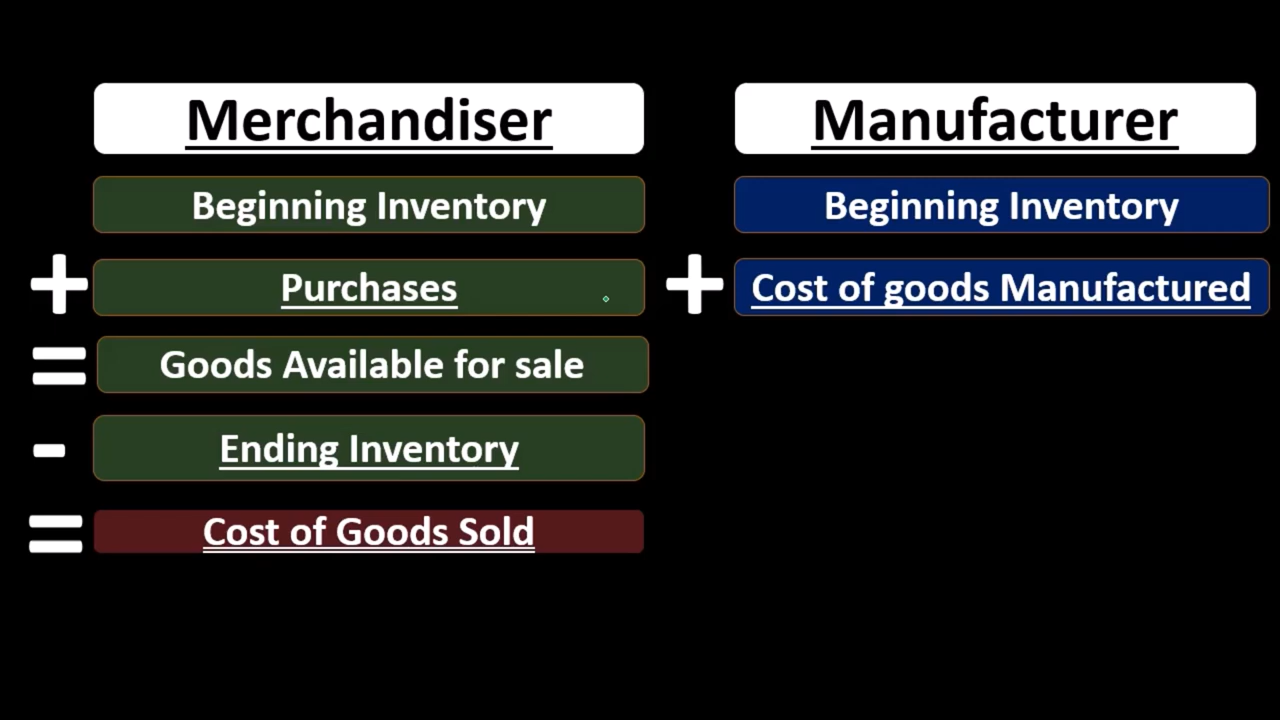 Merchandiser
Beginning Inventory
+ Purchases
= Goods Available for sale
- Ending Inventory
= Cost of Goods Sold
Manufacturer
Beginning Inventory
+ Cost of goods Manufactured